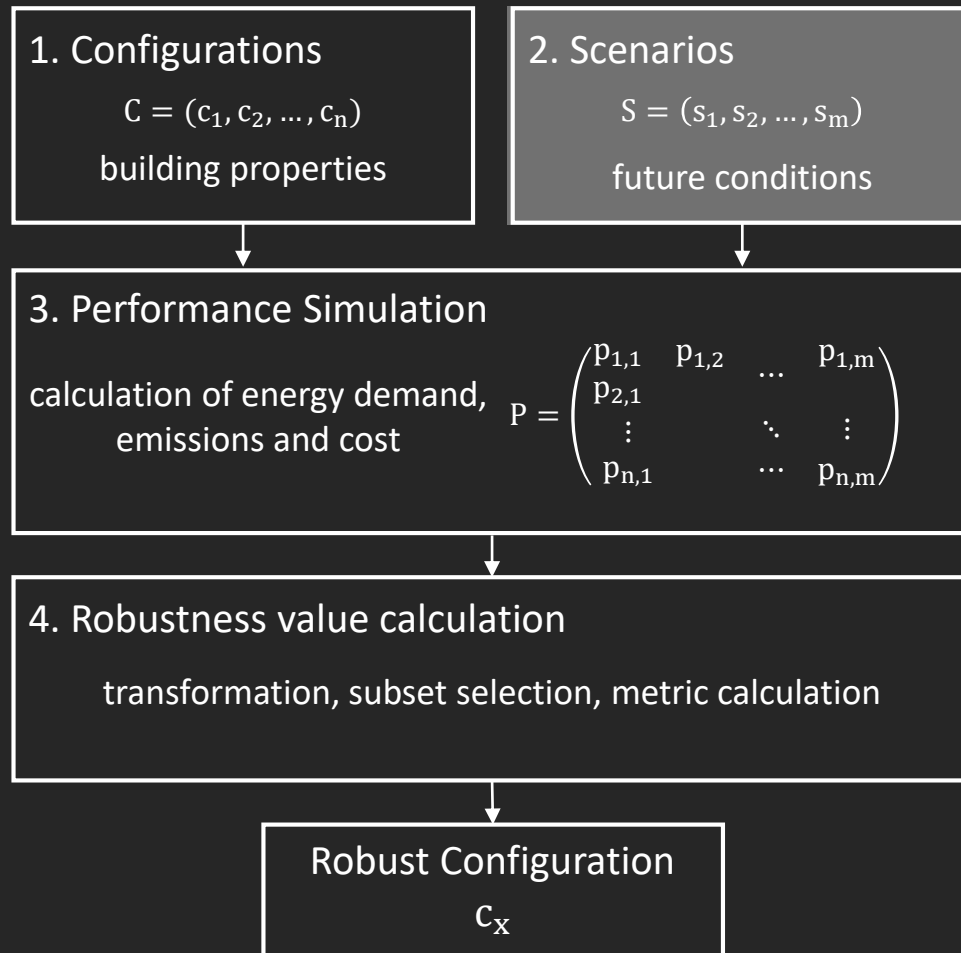 1. Configurations
C = (c₁, c₂, …, cₙ)
building properties
2. Scenarios
S = (s₁, s₂, …, sₘ)
future conditions
3. Performance Simulation
calculation of energy demand,
emissions and cost
P =
p₁,₁ p₁,₂ … p₁,ₘ
p₂,₁
⋮ ⋱ ⋮
pₙ,₁ … pₙ,ₘ
4. Robustness value calculation
transformation, subset selection, metric calculation
Robust Configuration
cₓ